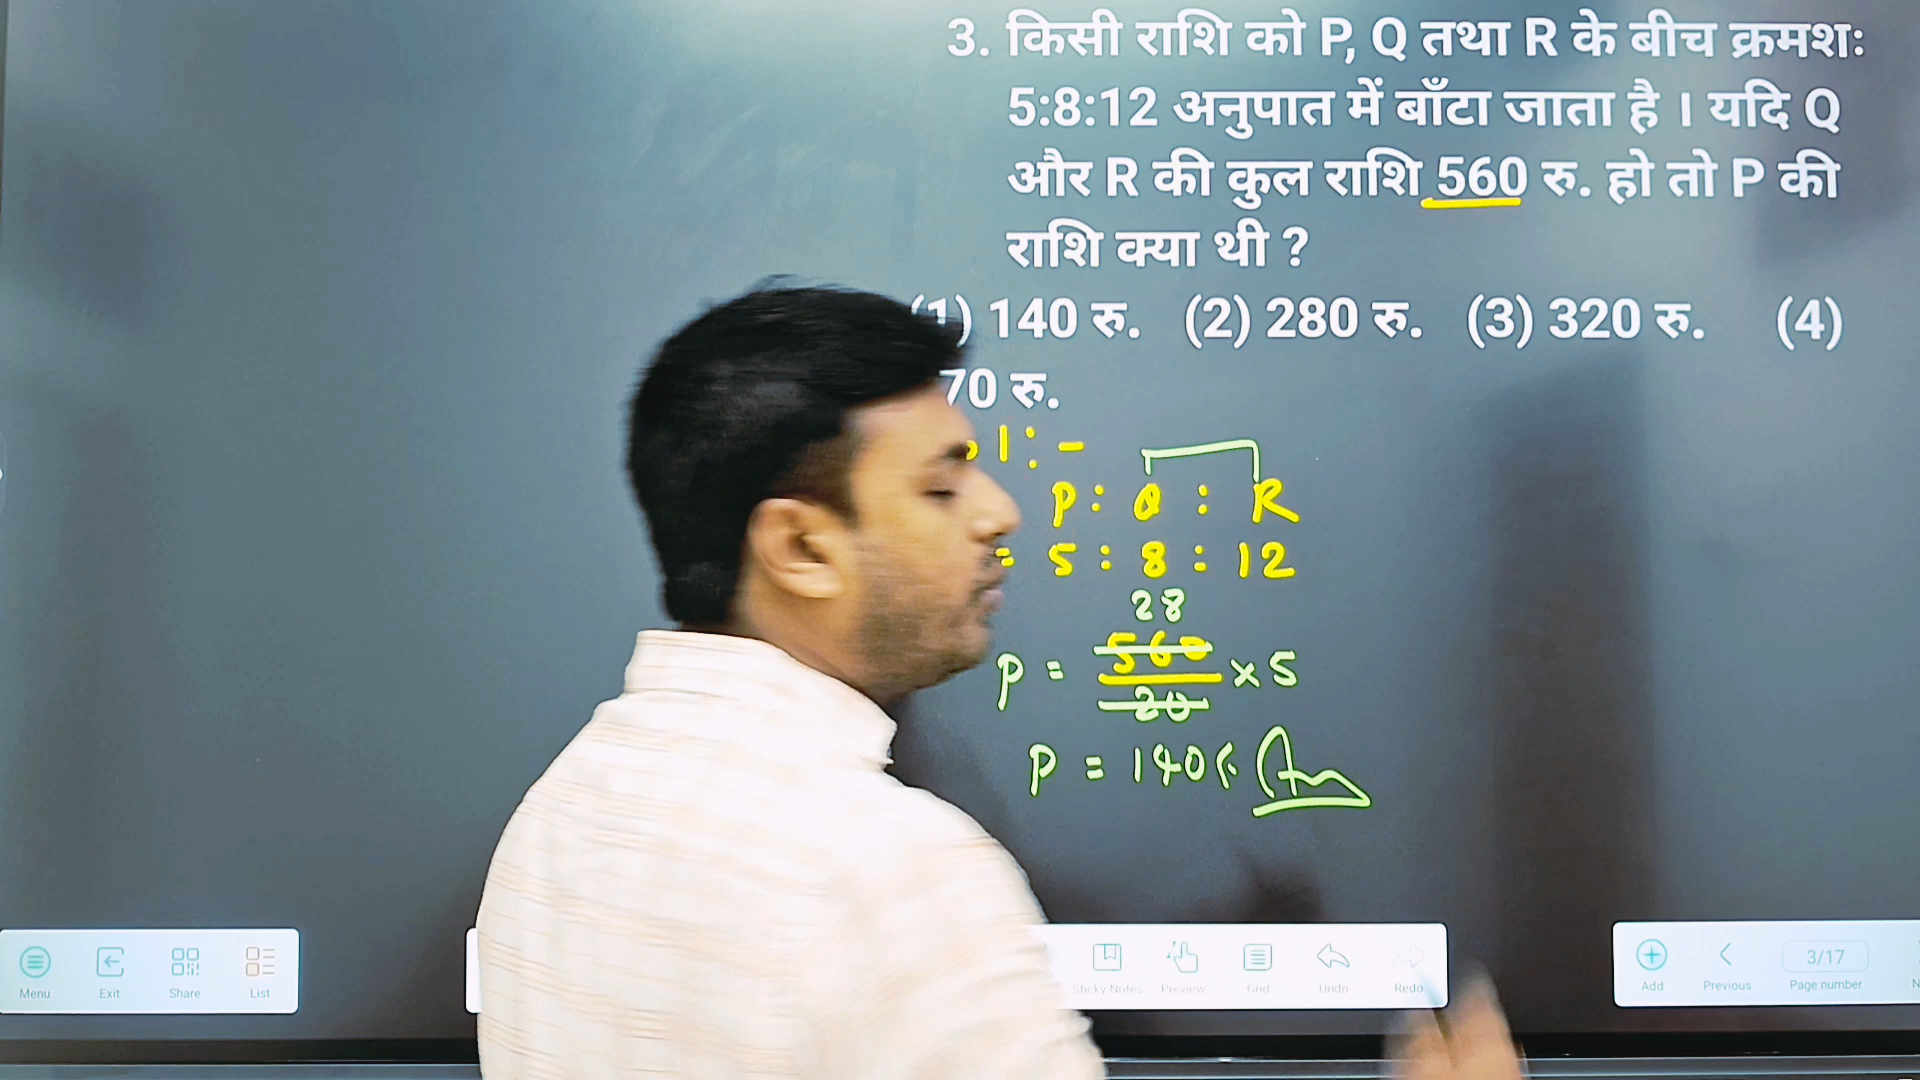 3. किसी राशि को P, Q तथा R के बीच क्रमशः
5:8:12 अनुपात में बाँटा जाता है । यदि Q
और R की कुल राशि 560 रु. हो तो P की
राशि क्या थी ?
(1) 140 रु. (2) 280 रु. (3) 320 रु. (4)
70 रु.
P : Q : R
= 5 : 8 : 12
28
P = 560 × 5
20
P = 140 रु. Ans
Menu Exit Share List Sticky Notes Preview Grid Undo Redo Add Previous 3/17 Page number